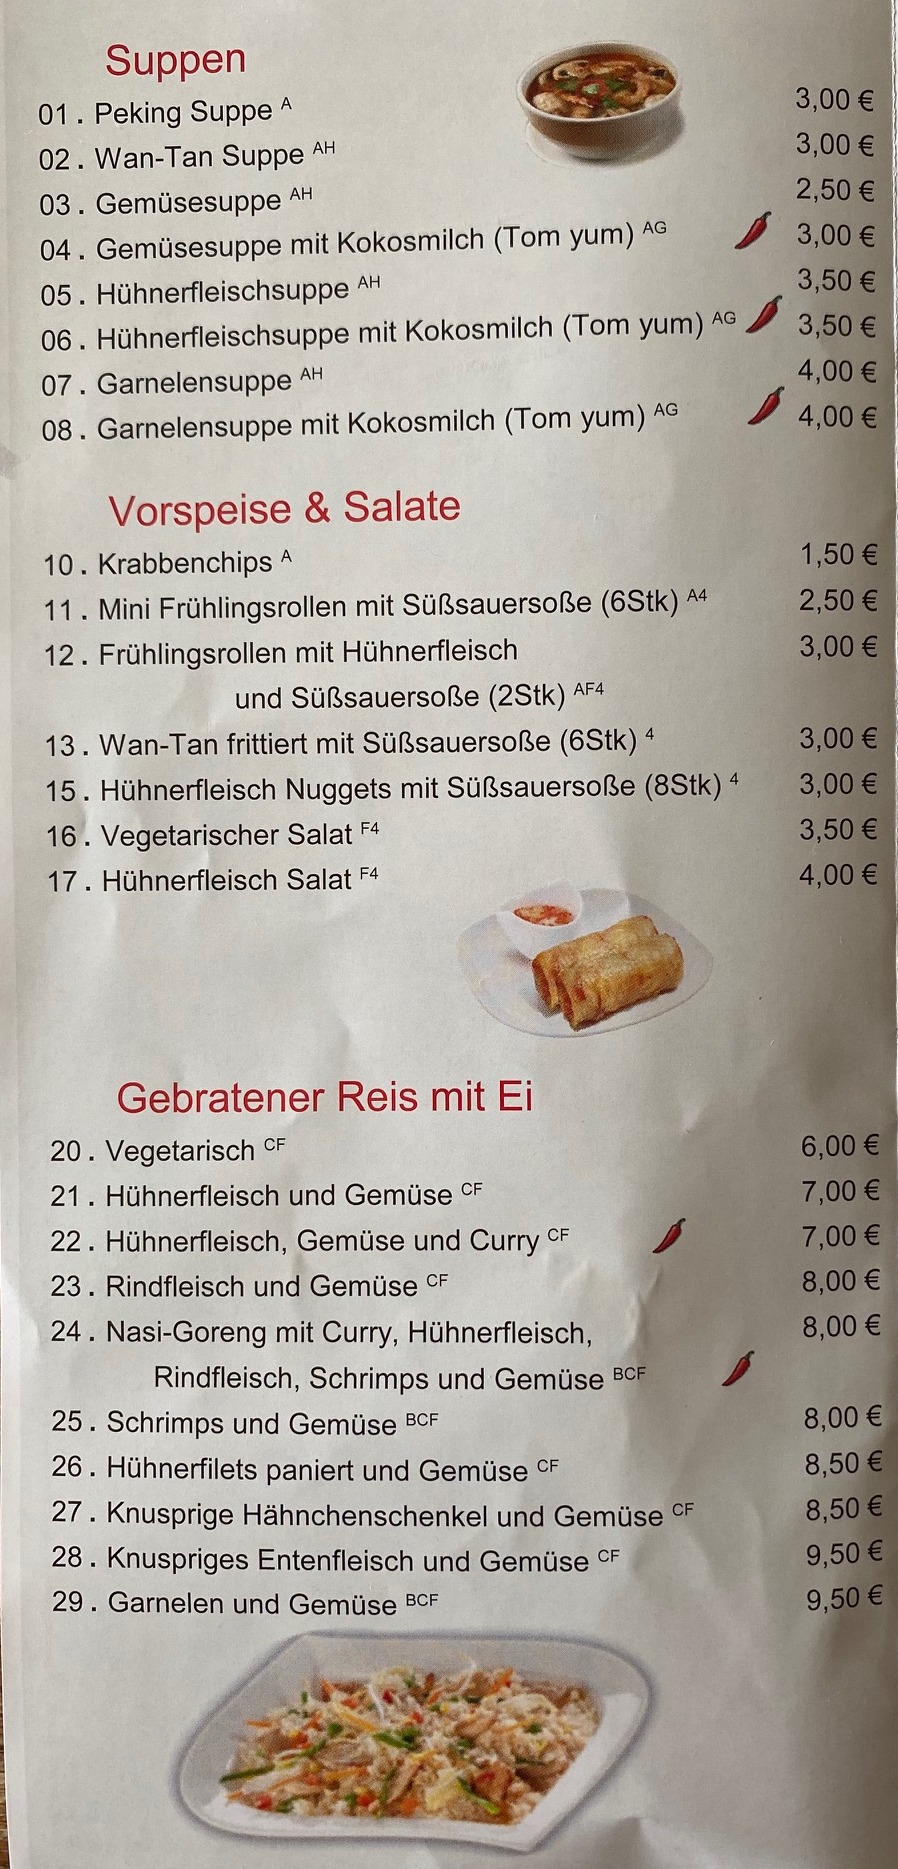 Suppen
01. Peking Suppe A 3,00 €
02. Wan-Tan Suppe AH 3,00 €
03. Gemüsesuppe AH 2,50 €
04. Gemüsesuppe mit Kokosmilch (Tom yum) AG 3,00 €
05. Hühnerfleischsuppe AH 3,50 €
06. Hühnerfleischsuppe mit Kokosmilch (Tom yum) AG 3,50 €
07. Garnelensuppe AH 4,00 €
08. Garnelensuppe mit Kokosmilch (Tom yum) AG 4,00 €
Vorspeise & Salate
10. Krabbenchips A 1,50 €
11. Mini Frühlingsrollen mit Süßsauersoße (6Stk) A4 2,50 €
12. Frühlingsrollen mit Hühnerfleisch 3,00 €
und Süßsauersoße (2Stk) AF4
13. Wan-Tan frittiert mit Süßsauersoße (6Stk) 4 3,00 €
15. Hühnerfleisch Nuggets mit Süßsauersoße (8Stk) 4 3,00 €
16. Vegetarischer Salat F4 3,50 €
17. Hühnerfleisch Salat F4 4,00 €
Gebratener Reis mit Ei
20. Vegetarisch CF 6,00 €
21. Hühnerfleisch und Gemüse CF 7,00 €
22. Hühnerfleisch, Gemüse und Curry CF 7,00 €
23. Rindfleisch und Gemüse CF 8,00 €
24. Nasi-Goreng mit Curry, Hühnerfleisch, 8,00 €
Rindfleisch, Schrimps und Gemüse BCF
25. Schrimps und Gemüse BCF 8,00 €
26. Hühnerfilets paniert und Gemüse CF 8,50 €
27. Knusprige Hähnchenschenkel und Gemüse CF 8,50 €
28. Knuspriges Entenfleisch und Gemüse CF 9,50 €
29. Garnelen und Gemüse BCF 9,50 €